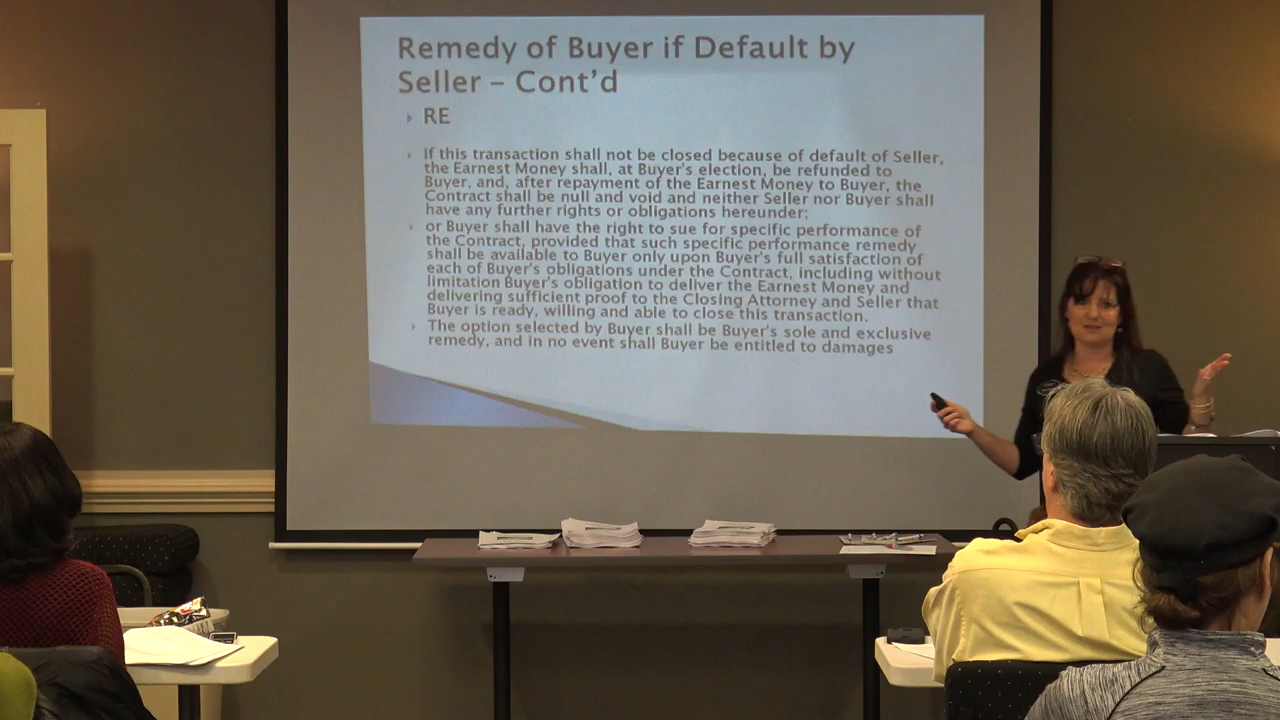 Remedy of Buyer if Default by
Seller – Cont'd
RE
If this transaction shall not be closed because of default of Seller,
the Earnest Money shall, at Buyer's election, be refunded to
Buyer, and, after repayment of the Earnest Money to Buyer, the
Contract shall be null and void and neither Seller nor Buyer shall
have any further rights or obligations hereunder;
or Buyer shall have the right to sue for specific performance of
the Contract, provided that such specific performance remedy
shall be available to Buyer only upon Buyer's full satisfaction of
each of Buyer's obligations under the Contract, including without
limitation Buyer's obligation to deliver the Earnest Money and
delivering sufficient proof to the Closing Attorney and Seller that
Buyer is ready, willing and able to close this transaction.
The option selected by Buyer shall be Buyer's sole and exclusive
remedy, and in no event shall Buyer be entitled to damages